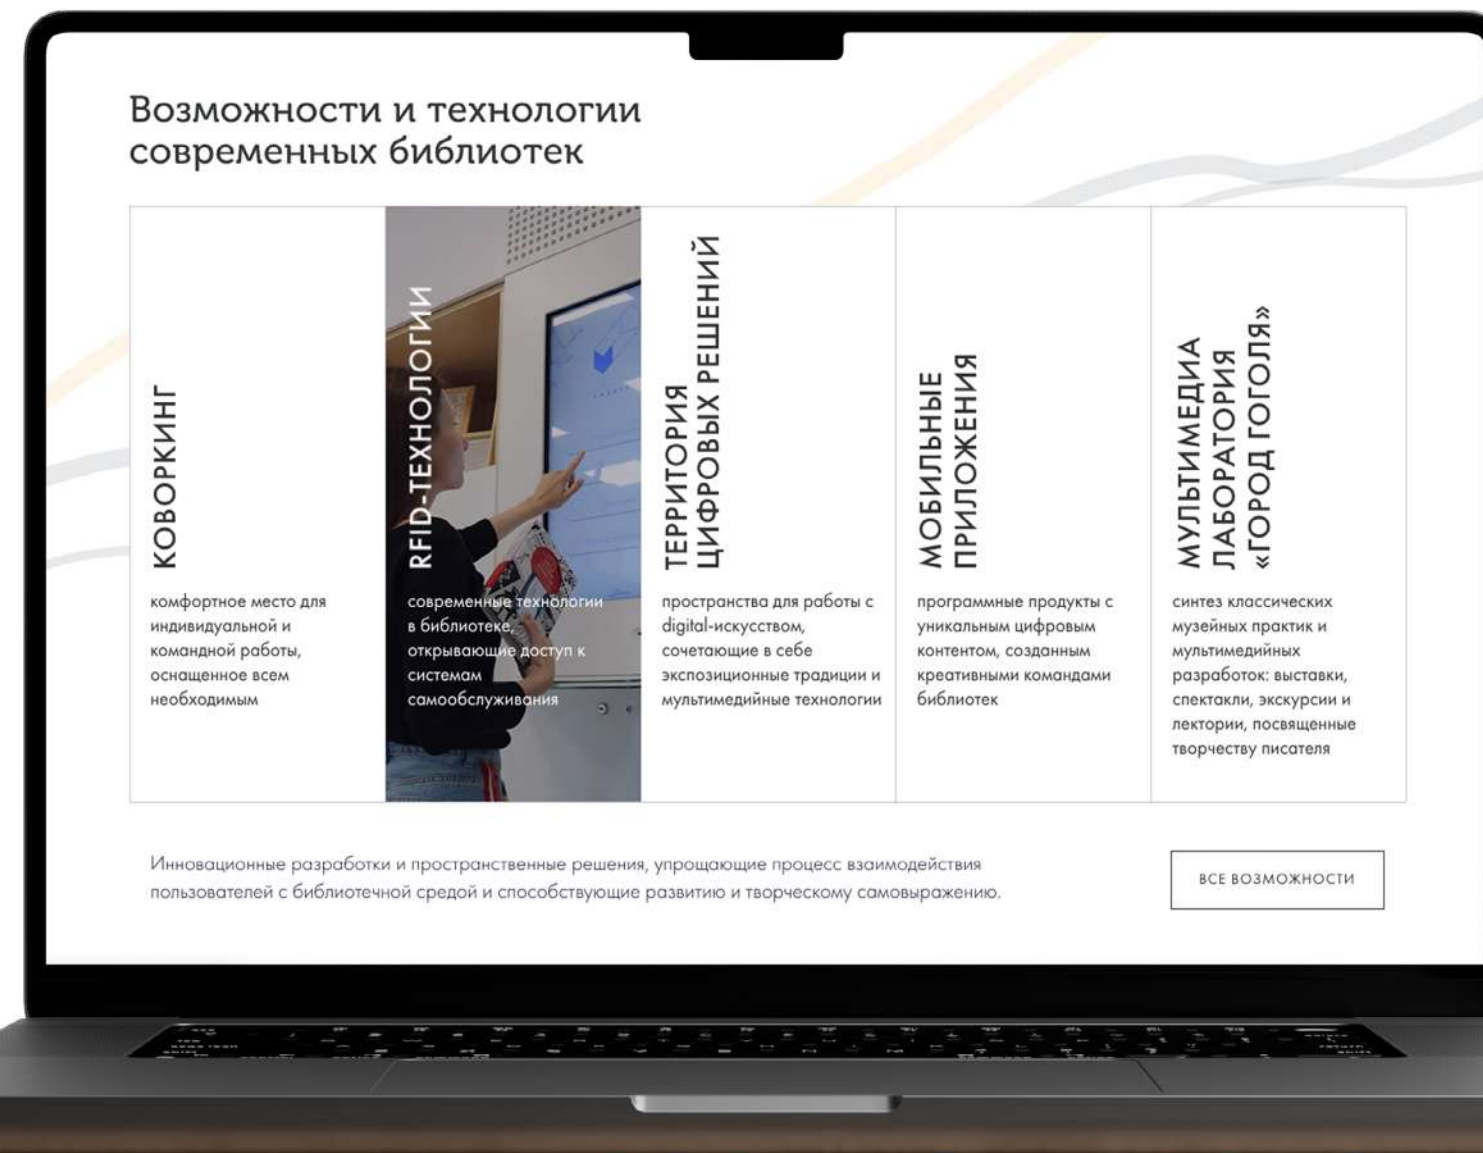 Возможности и технологии
современных библиотек
КОВОРКИНГ
комфортное место для
индивидуальной и
командной работы,
оснащенное всем
необходимым
RFID-ТЕХНОЛОГИИ
современные технологии
в библиотеке,
открывающие доступ к
системам
самообслуживания
ТЕРРИТОРИЯ
ЦИФРОВЫХ РЕШЕНИЙ
пространства для работы с
digital-искусством,
сочетающие в себе
экспозиционные традиции и
мультимедийные технологии
МОБИЛЬНЫЕ
ПРИЛОЖЕНИЯ
программные продукты с
уникальным цифровым
контентом, созданным
креативными командами
библиотек
МУЛЬТИМЕДИА
ЛАБОРАТОРИЯ
«ГОРОД ГОГОЛЯ»
синтез классических
музейных практик и
мультимедийных
разработок: выставки,
спектакли, экскурсии и
лектории, посвященные
творчеству писателя
Инновационные разработки и пространственные решения, упрощающие процесс взаимодействия
пользователей с библиотечной средой и способствующие развитию и творческому самовыражению.
ВСЕ ВОЗМОЖНОСТИ